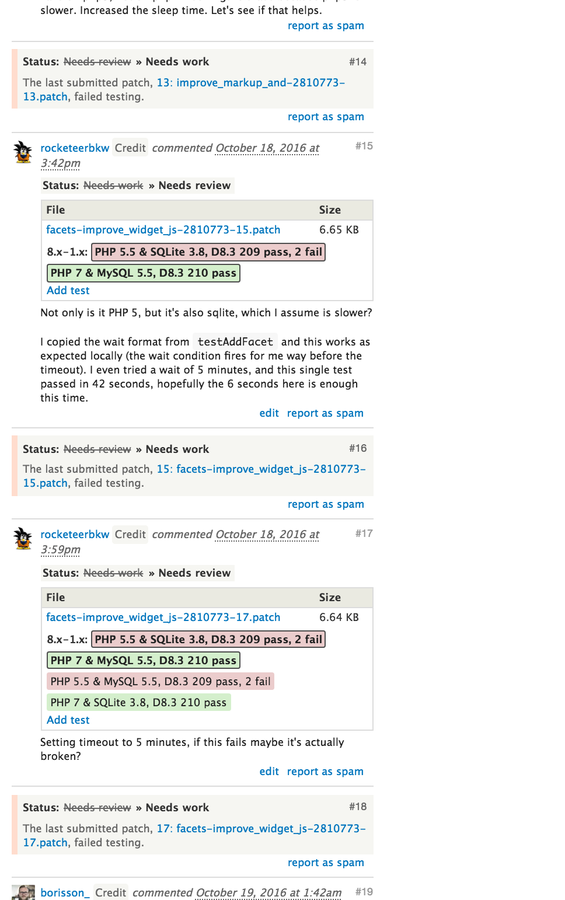 slower. Increased the sleep time. Let's see if that helps.
report as spam
Status: Needs review » Needs work #14
The last submitted patch, 13: improve_markup_and-2810773-
13.patch, failed testing.
report as spam
rocketeerbkw Credit commented October 18, 2016 at #15
3:42pm
Status: Needs work » Needs review
File Size
facets-improve_widget_js-2810773-15.patch 6.65 KB
8.x-1.x: PHP 5.5 & SQLite 3.8, D8.3 209 pass, 2 fail
PHP 7 & MySQL 5.5, D8.3 210 pass
Add test
Not only is it PHP 5, but it's also sqlite, which I assume is slower?
I copied the wait format from testAddFacet and this works as
expected locally (the wait condition fires for me way before the
timeout). I even tried a wait of 5 minutes, and this single test
passed in 42 seconds, hopefully the 6 seconds here is enough
this time.
edit report as spam
Status: Needs review » Needs work #16
The last submitted patch, 15: facets-improve_widget_js-2810773-
15.patch, failed testing.
report as spam
rocketeerbkw Credit commented October 18, 2016 at #17
3:59pm
Status: Needs work » Needs review
File Size
facets-improve_widget_js-2810773-17.patch 6.64 KB
8.x-1.x: PHP 5.5 & SQLite 3.8, D8.3 209 pass, 2 fail
PHP 7 & MySQL 5.5, D8.3 210 pass
PHP 5.5 & MySQL 5.5, D8.3 209 pass, 2 fail
PHP 7 & SQLite 3.8, D8.3 210 pass
Add test
Setting timeout to 5 minutes, if this fails maybe it's actually
broken?
edit report as spam
Status: Needs review » Needs work #18
The last submitted patch, 17: facets-improve_widget_js-2810773-
17.patch, failed testing.
report as spam
borisson_ Credit commented October 19, 2016 at 1:42am #19